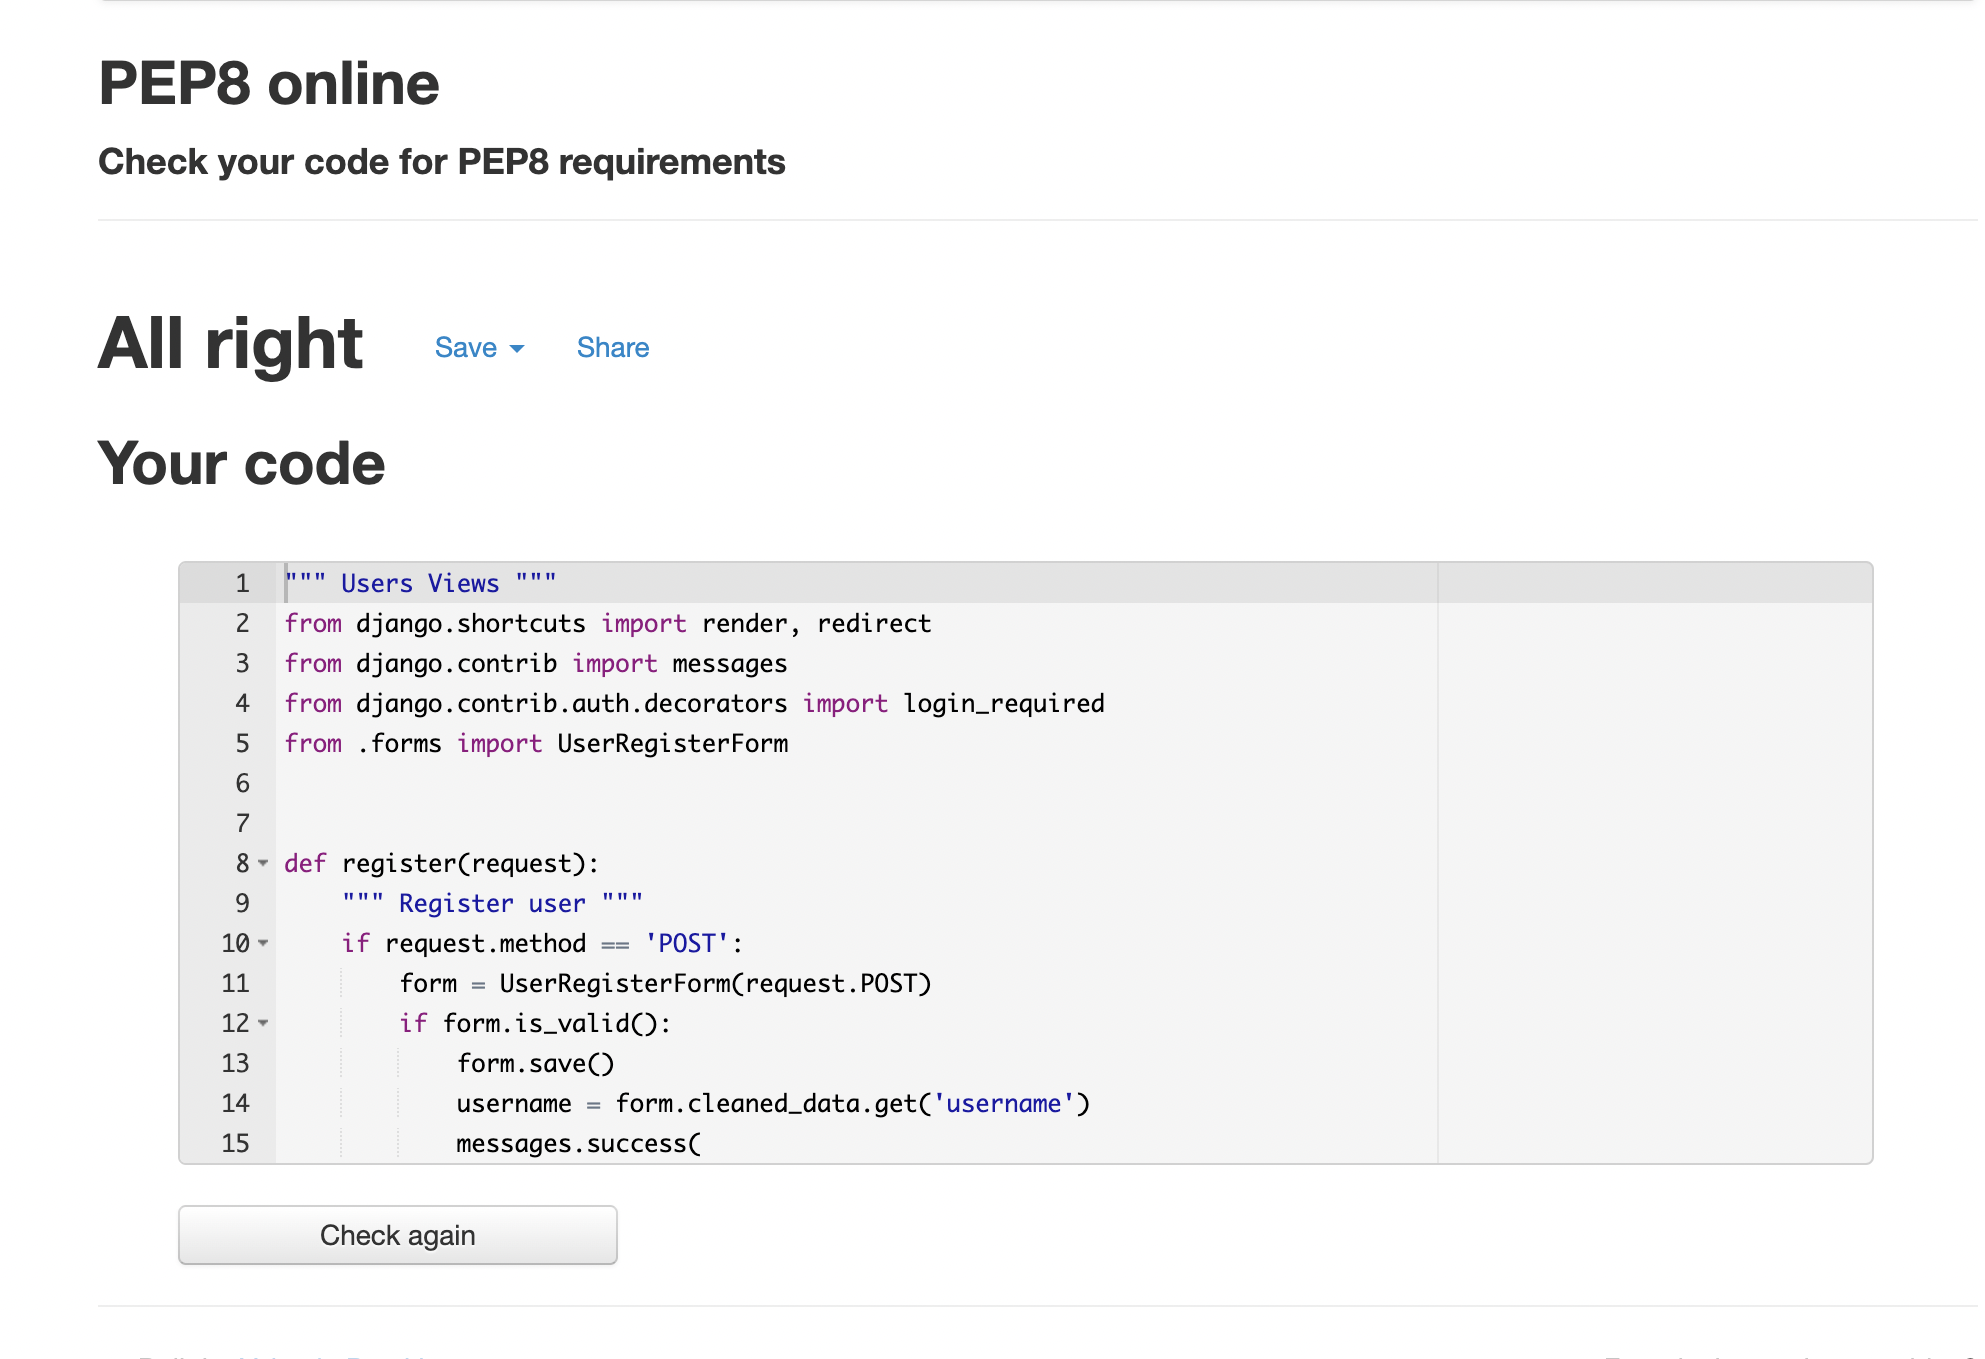 PEP8 online
Check your code for PEP8 requirements
All right Save Share
Your code
1 """ Users Views """
2 from django.shortcuts import render, redirect
3 from django.contrib import messages
4 from django.contrib.auth.decorators import login_required
5 from .forms import UserRegisterForm
6
7
8 def register(request):
9     """ Register user """
10     if request.method == 'POST':
11         form = UserRegisterForm(request.POST)
12         if form.is_valid():
13             form.save()
14             username = form.cleaned_data.get('username')
15             messages.success(
Check again